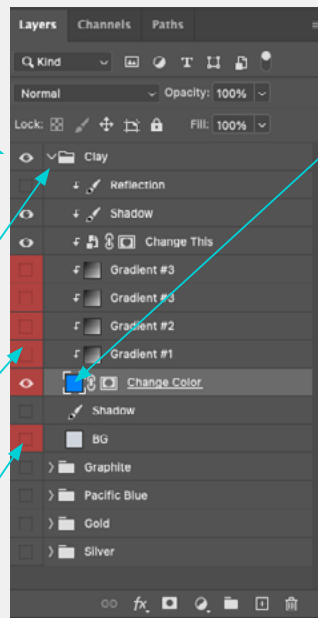 Layers Channels Paths
Kind
Normal Opacity: 100%
Lock: Fill: 100%
Clay
Reflection
Shadow
Change This
Gradient #3
Gradient #3
Gradient #2
Gradient #1
Change Color
Shadow
BG
Graphite
Pacific Blue
Gold
Silver
fx